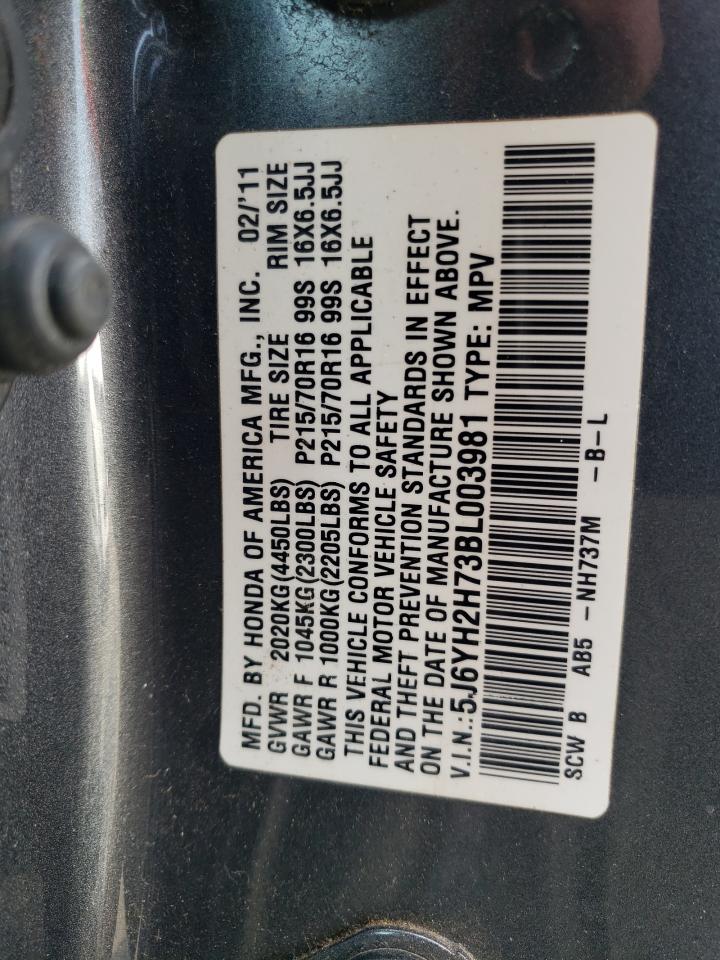 MFD. BY HONDA OF AMERICA MFG., INC. 02/'11
GVWR 2020KG(4450LBS) TIRE SIZE RIM SIZE
GAWR F 1045KG(2300LBS) P215/70R16 99S 16X6.5JJ
GAWR R 1000KG(2205LBS) P215/70R16 99S 16X6.5JJ
THIS VEHICLE CONFORMS TO ALL APPLICABLE
FEDERAL MOTOR VEHICLE SAFETY
AND THEFT PREVENTION STANDARDS IN EFFECT
ON THE DATE OF MANUFACTURE SHOWN ABOVE.
V.I.N.:5J6YH2H73BL003981 TYPE: MPV
SCW B AB5 -NH737M -B-L